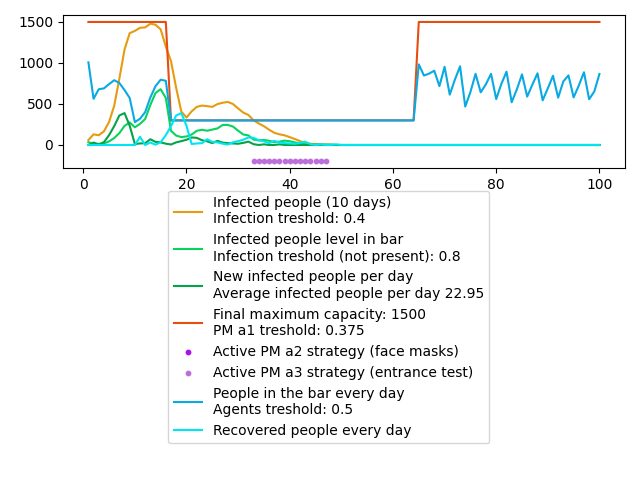 1500
1000
500
0
0
20
40
60
80
100
Infected people (10 days)
Infection treshold: 0.4
Infected people level in bar
Infection treshold (not present): 0.8
New infected people per day
Average infected people per day 22.95
Final maximum capacity: 1500
PM a1 treshold: 0.375
Active PM a2 strategy (face masks)
Active PM a3 strategy (entrance test)
People in the bar every day
Agents treshold: 0.5
Recovered people every day